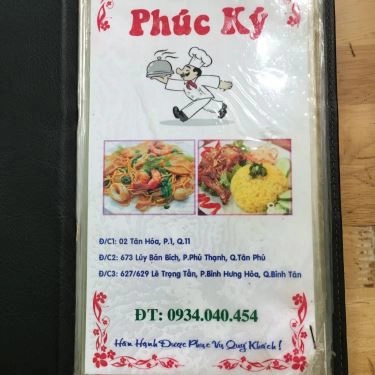 Phúc Ký
Đ/C1: 02 Tân Hóa, P.1, Q.11
Đ/C2: 673 Lũy Bán Bích, P.Phú Thạnh, Q.Tân Phú
Đ/C3: 627/629 Lê Trọng Tấn, P.Bình Hưng Hòa, Q.Bình Tân
ĐT: 0934.040.454
Hân Hạnh Được Phục Vụ Quý Khách!